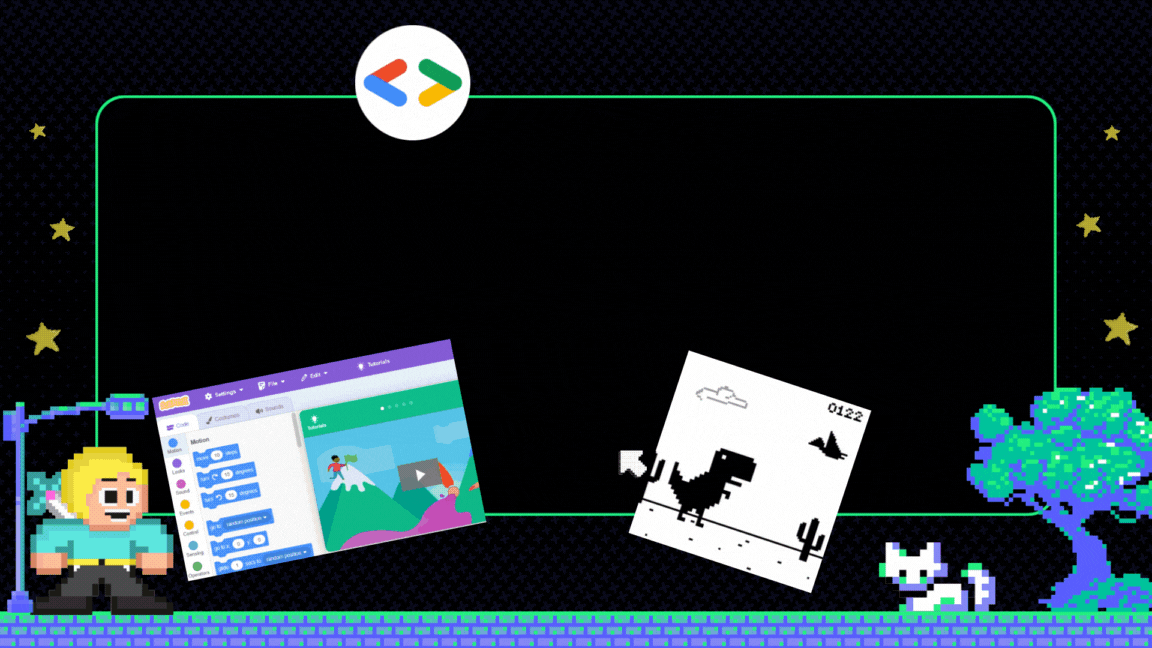 Settings
File
Edit
Tutorials
Code
Costumes
Sounds
Tutorials
Motion
Motion
move 10 steps
Looks
turn 10 degrees
Sound
turn 10 degrees
Events
Control
go to random position
Sensing
go to x: 0 y: 0
Operators
glide 1 secs to random position
0122